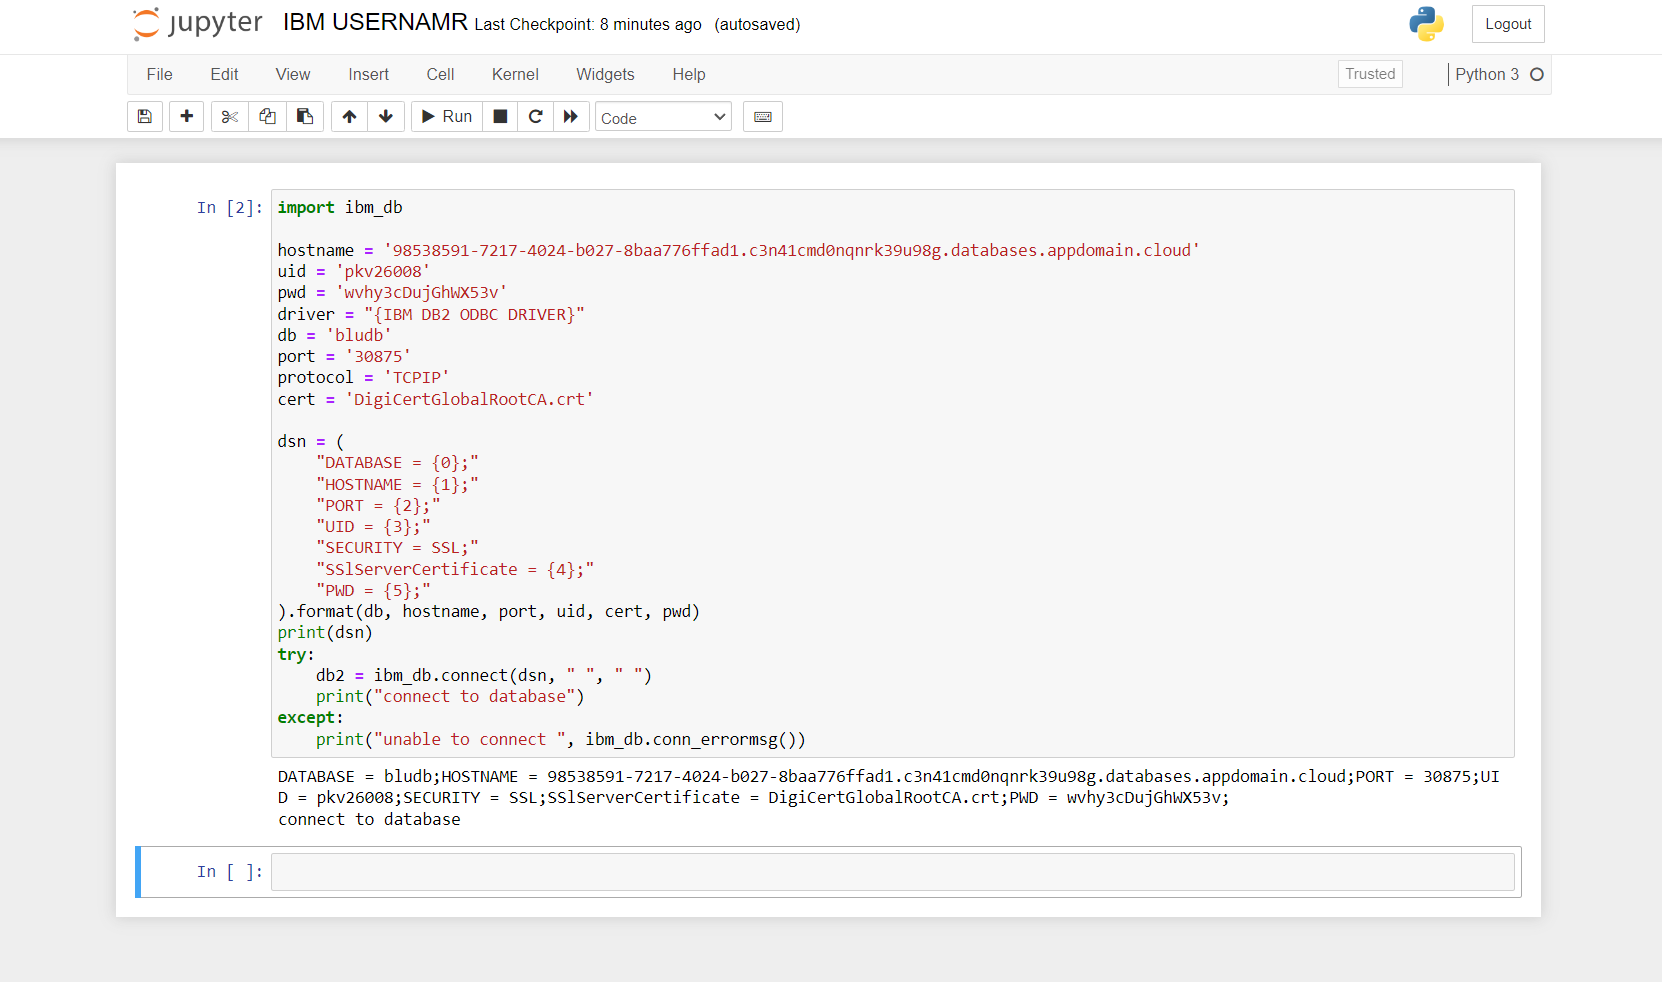 jupyter IBM USERNAMR Last Checkpoint: 8 minutes ago (autosaved) Logout
File Edit View Insert Cell Kernel Widgets Help Trusted Python 3
Run Code
In [2]: import ibm_db
hostname = '98538591-7217-4024-b027-8baa776ffad1.c3n41cmd0nqnrk39u98g.databases.appdomain.cloud'
uid = 'pkv26008'
pwd = 'wvhy3cDujGhWX53v'
driver = "{IBM DB2 ODBC DRIVER}"
db = 'bludb'
port = '30875'
protocol = 'TCPIP'
cert = 'DigiCertGlobalRootCA.crt'
dsn = (
"DATABASE = {0};"
"HOSTNAME = {1};"
"PORT = {2};"
"UID = {3};"
"SECURITY = SSL;"
"SSlServerCertificate = {4};"
"PWD = {5};"
).format(db, hostname, port, uid, cert, pwd)
print(dsn)
try:
db2 = ibm_db.connect(dsn, " ", " ")
print("connect to database")
except:
print("unable to connect ", ibm_db.conn_errormsg())
DATABASE = bludb;HOSTNAME = 98538591-7217-4024-b027-8baa776ffad1.c3n41cmd0nqnrk39u98g.databases.appdomain.cloud;PORT = 30875;UI
D = pkv26008;SECURITY = SSL;SSlServerCertificate = DigiCertGlobalRootCA.crt;PWD = wvhy3cDujGhWX53v;
connect to database
In [ ]: